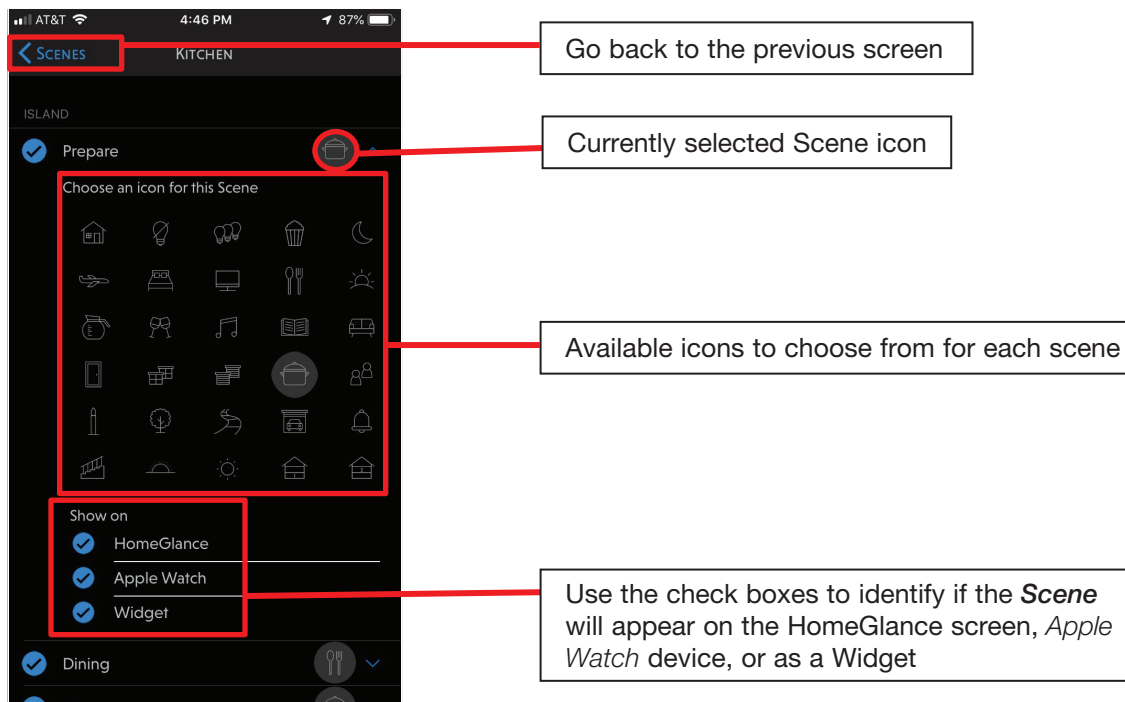 AT&T 4:46 PM 87%
SCENES KITCHEN
Go back to the previous screen
ISLAND
Prepare
Currently selected Scene icon
Choose an icon for this Scene
Available icons to choose from for each scene
Show on
HomeGlance
Apple Watch
Widget
Use the check boxes to identify if the Scene
will appear on the HomeGlance screen, Apple
Watch device, or as a Widget
Dining